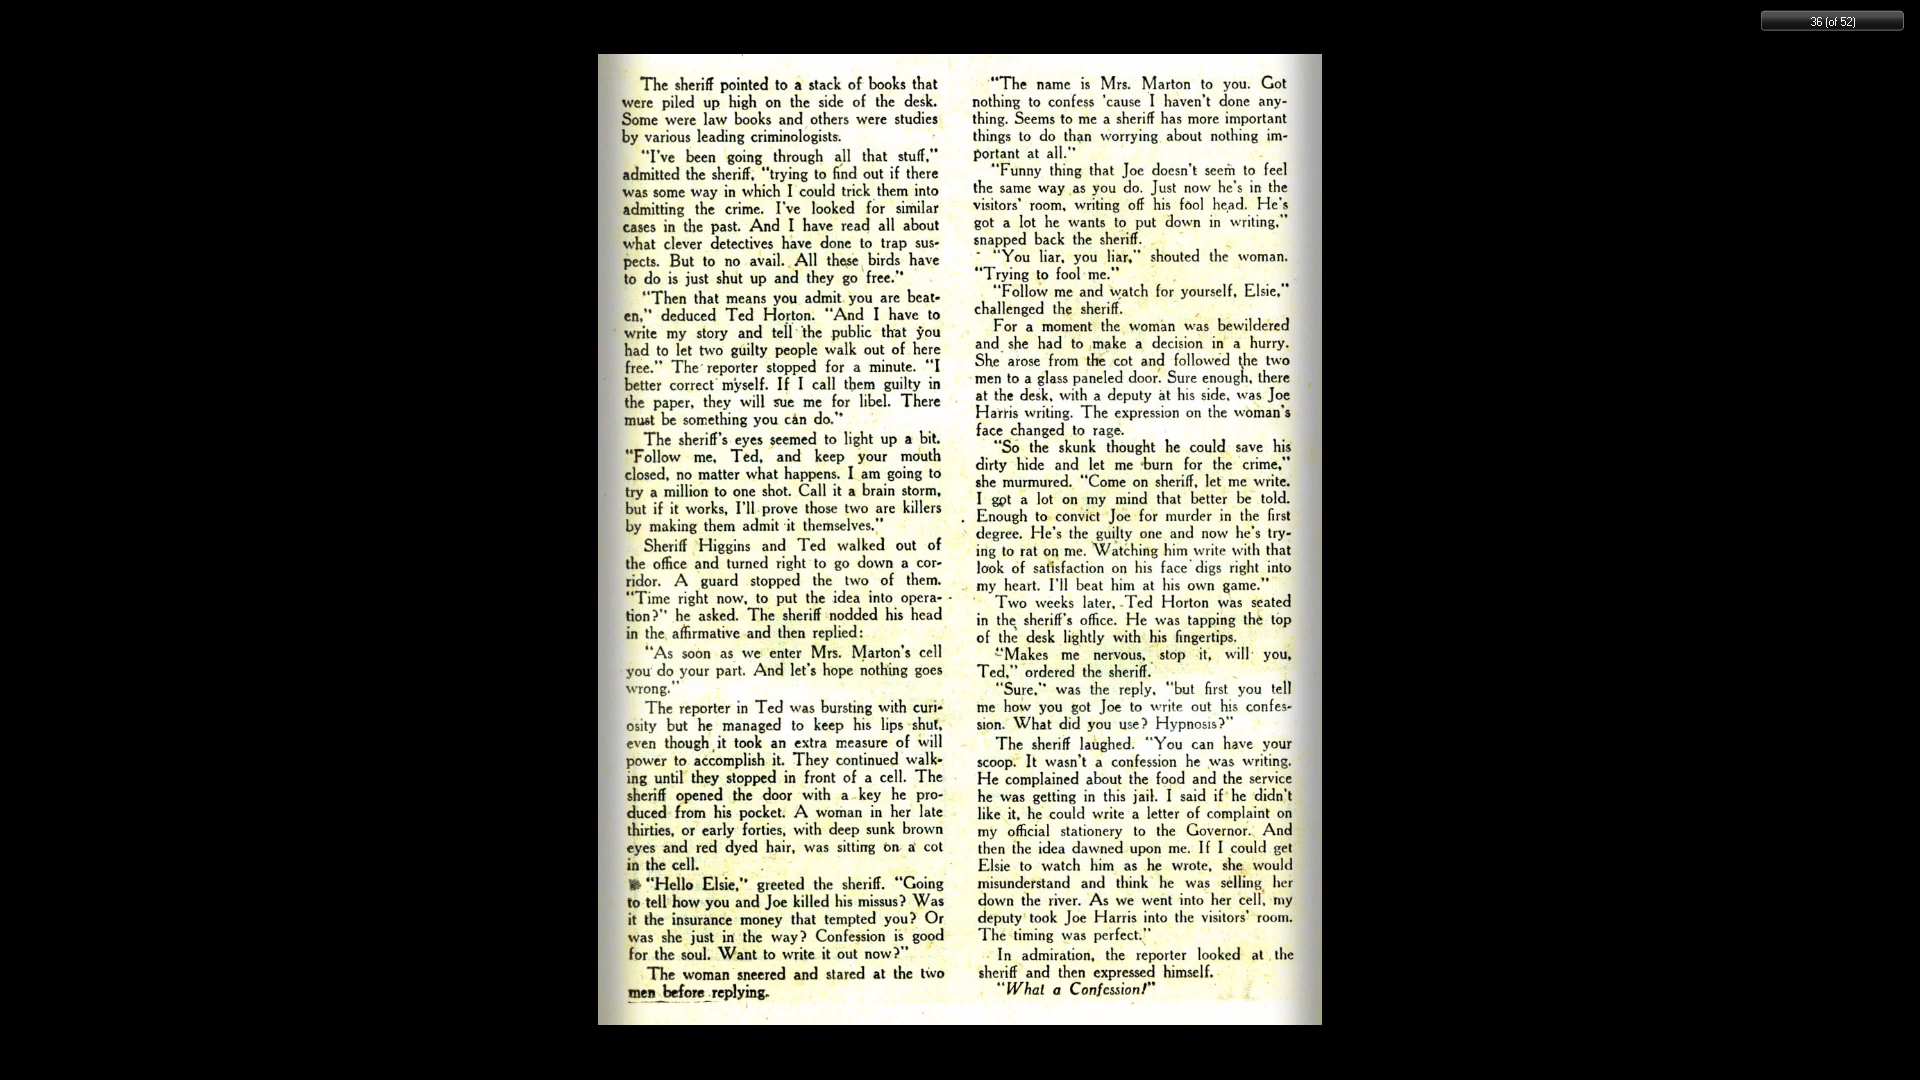 36 (of 52)
The sheriff pointed to a stack of books that
were piled up high on the side of the desk.
Some were law books and others were studies
by various leading criminologists.
"I've been going through all that stuff,"
admitted the sheriff, "trying to find out if there
was some way in which I could trick them into
admitting the crime. I've looked for similar
cases in the past. And I have read all about
what clever detectives have done to trap sus-
pects. But to no avail. All these birds have
to do is just shut up and they go free."
"Then that means you admit you are beat-
en," deduced Ted Horton. "And I have to
write my story and tell the public that you
had to let two guilty people walk out of here
free." The reporter stopped for a minute. "I
better correct myself. If I call them guilty in
the paper, they will sue me for libel. There
must be something you can do."
The sheriff's eyes seemed to light up a bit.
"Follow me, Ted, and keep your mouth
closed, no matter what happens. I am going to
try a million to one shot. Call it a brain storm,
but if it works, I'll prove those two are killers
by making them admit it themselves."
Sheriff Higgins and Ted walked out of
the office and turned right to go down a cor-
ridor. A guard stopped the two of them.
"Time right now, to put the idea into opera-
tion?" he asked. The sheriff nodded his head
in the affirmative and then replied:
"As soon as we enter Mrs. Marton's cell
you do your part. And let's hope nothing goes
wrong."
The reporter in Ted was bursting with curi-
osity but he managed to keep his lips shut,
even though it took an extra measure of will
power to accomplish it. They continued walk-
ing until they stopped in front of a cell. The
sheriff opened the door with a key he pro-
duced from his pocket. A woman in her late
thirties, or early forties, with deep sunk brown
eyes and red dyed hair, was sitting on a cot
in the cell.
"Hello Elsie," greeted the sheriff. "Going
to tell how you and Joe killed his missus? Was
it the insurance money that tempted you? Or
was she just in the way? Confession is good
for the soul. Want to write it out now?"
The woman sneered and stared at the two
men before replying.
"The name is Mrs. Marton to you. Got
nothing to confess 'cause I haven't done any-
thing. Seems to me a sheriff has more important
things to do than worrying about nothing im-
portant at all."
"Funny thing that Joe doesn't seem to feel
the same way as you do. Just now he's in the
visitors' room, writing off his fool head. He's
got a lot he wants to put down in writing,"
snapped back the sheriff.
"You liar, you liar," shouted the woman.
"Trying to fool me."
"Follow me and watch for yourself, Elsie,"
challenged the sheriff.
For a moment the woman was bewildered
and she had to make a decision in a hurry.
She arose from the cot and followed the two
men to a glass paneled door. Sure enough, there
at the desk, with a deputy at his side, was Joe
Harris writing. The expression on the woman's
face changed to rage.
"So the skunk thought he could save his
dirty hide and let me burn for the crime,"
she murmured. "Come on sheriff, let me write.
I got a lot on my mind that better be told.
Enough to convict Joe for murder in the first
degree. He's the guilty one and now he's try-
ing to rat on me. Watching him write with that
look of satisfaction on his face digs right into
my heart. I'll beat him at his own game."
Two weeks later, Ted Horton was seated
in the sheriff's office. He was tapping the top
of the desk lightly with his fingertips.
"Makes me nervous, stop it, will you,
Ted," ordered the sheriff.
"Sure," was the reply, "but first you tell
me how you got Joe to write out his confes-
sion. What did you use? Hypnosis?"
The sheriff laughed. "You can have your
scoop. It wasn't a confession he was writing.
He complained about the food and the service
he was getting in this jail. I said if he didn't
like it, he could write a letter of complaint on
my official stationery to the Governor. And
then the idea dawned upon me. If I could get
Elsie to watch him as he wrote, she would
misunderstand and think he was selling her
down the river. As we went into her cell, my
deputy took Joe Harris into the visitors' room.
The timing was perfect."
In admiration, the reporter looked at the
sheriff and then expressed himself.
"What a Confession!"